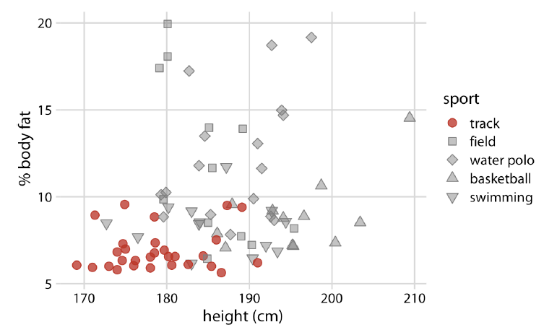 20
15
10
5
% body fat
170 180 190 200 210
height (cm)
sport
track
field
water polo
basketball
swimming